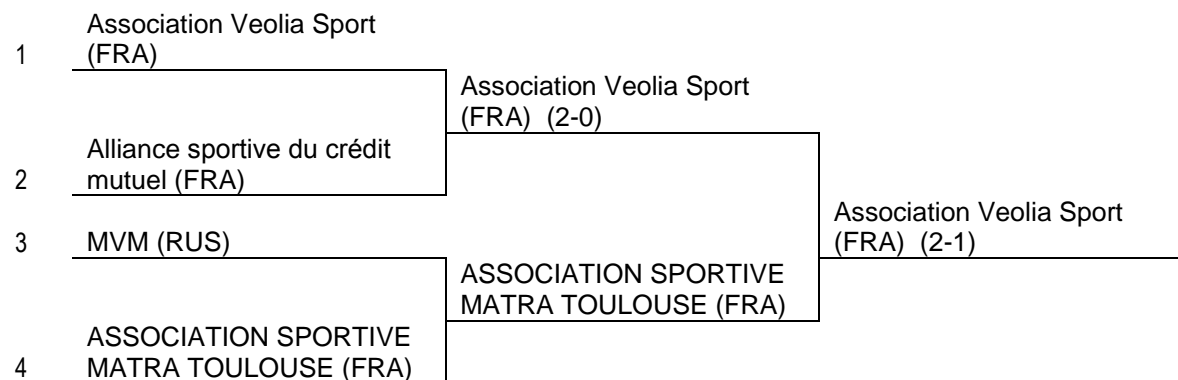 Association Veolia Sport
1 (FRA)
Association Veolia Sport
(FRA) (2-0)
Alliance sportive du crédit
2 mutuel (FRA)
Association Veolia Sport
(FRA) (2-1)
3 MVM (RUS)
ASSOCIATION SPORTIVE
MATRA TOULOUSE (FRA)
ASSOCIATION SPORTIVE
4 MATRA TOULOUSE (FRA)